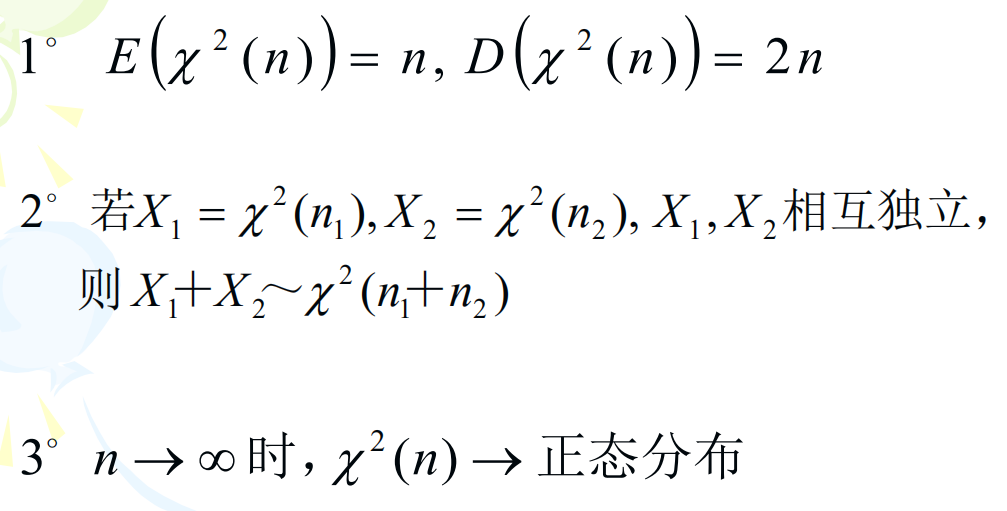 1° E(χ²(n)) = n, D(χ²(n)) = 2n
2° 若X₁ = χ²(n₁), X₂ = χ²(n₂), X₁, X₂相互独立，
则X₁+X₂～χ²(n₁+n₂)
3° n → ∞时, χ²(n) → 正态分布